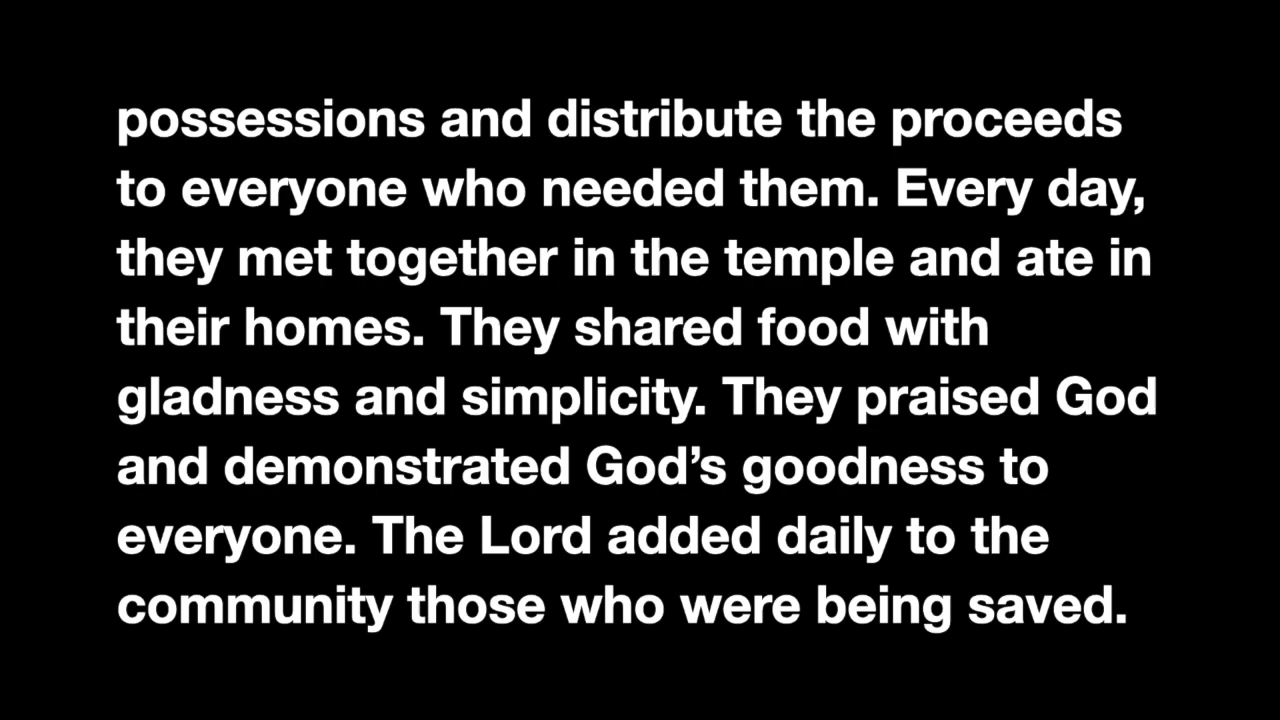 possessions and distribute the proceeds
to everyone who needed them. Every day,
they met together in the temple and ate in
their homes. They shared food with
gladness and simplicity. They praised God
and demonstrated God’s goodness to
everyone. The Lord added daily to the
community those who were being saved.